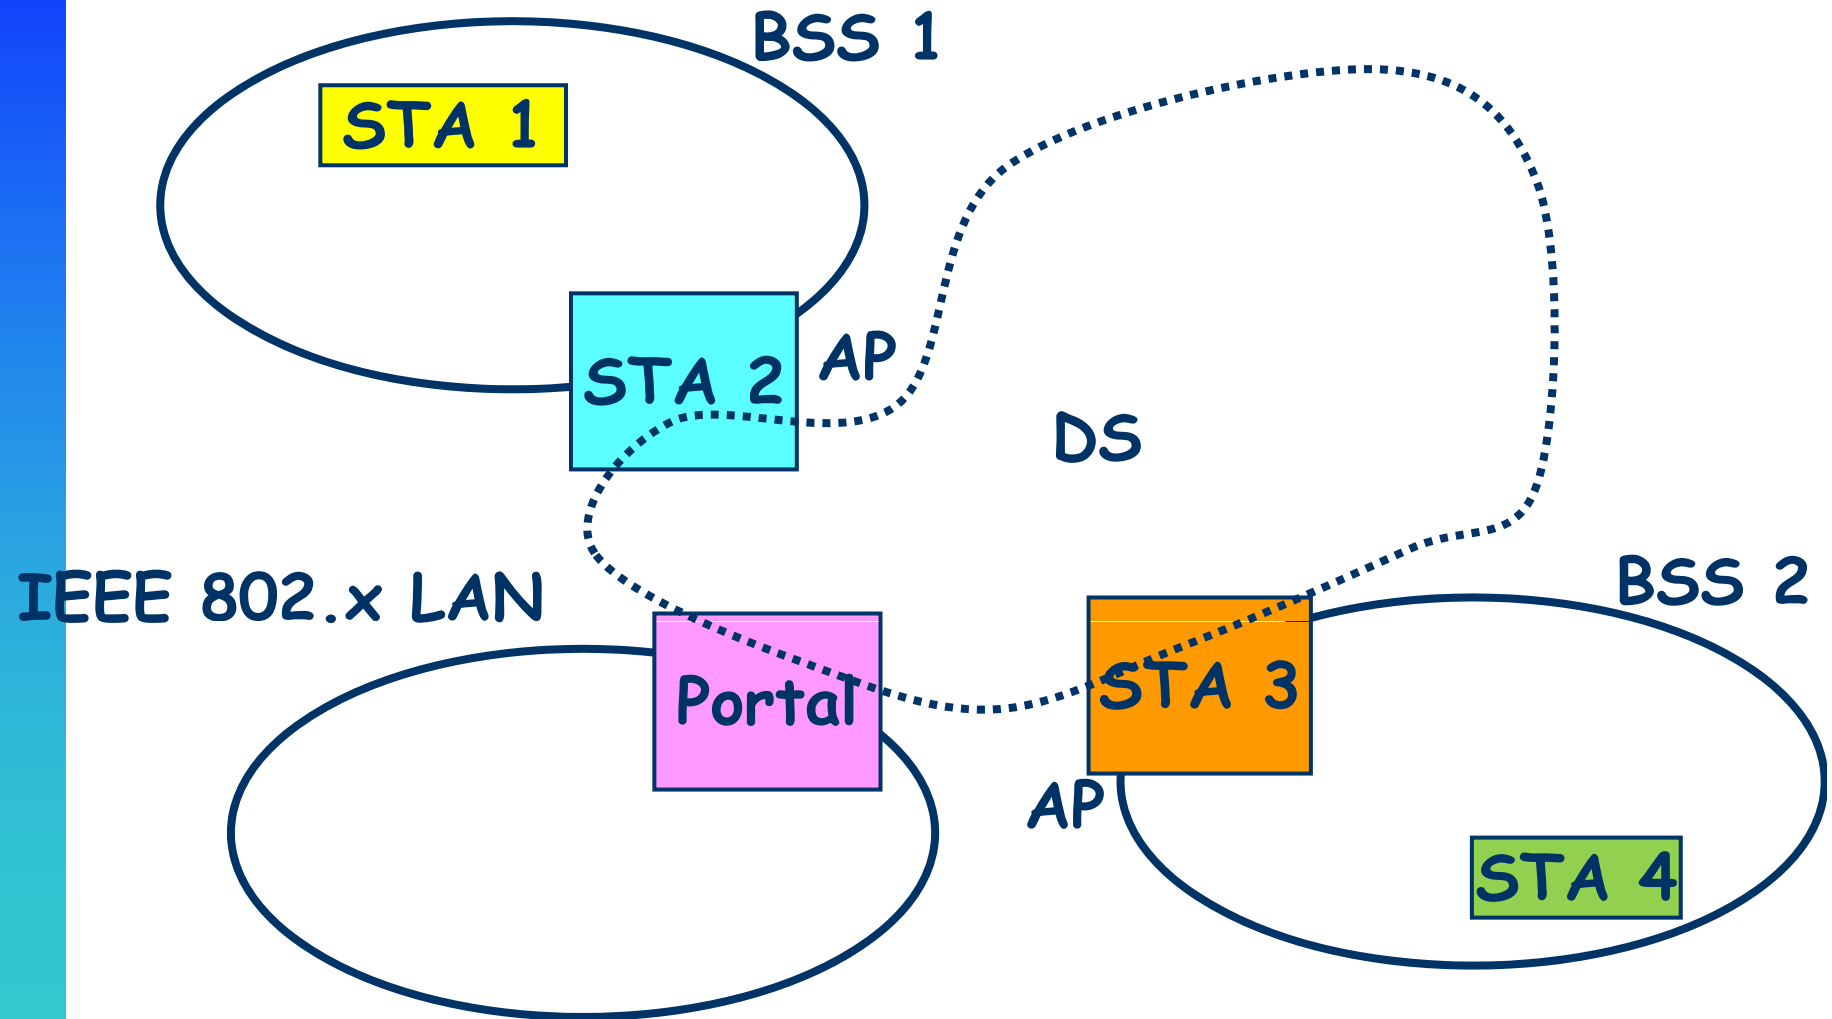 BSS 1
STA 1
STA 2
AP
DS
IEEE 802.x LAN
BSS 2
Portal
STA 3
AP
STA 4